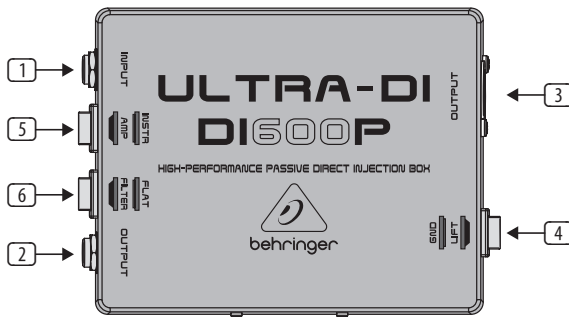 1
INPUT
5
INSTR
AMP
6
FLAT
FILTER
2
OUTPUT
ULTRA-DI
DI600P
HIGH-PERFORMANCE PASSIVE DIRECT INJECTION BOX
behringer
OUTPUT
3
GND
LIFT
4